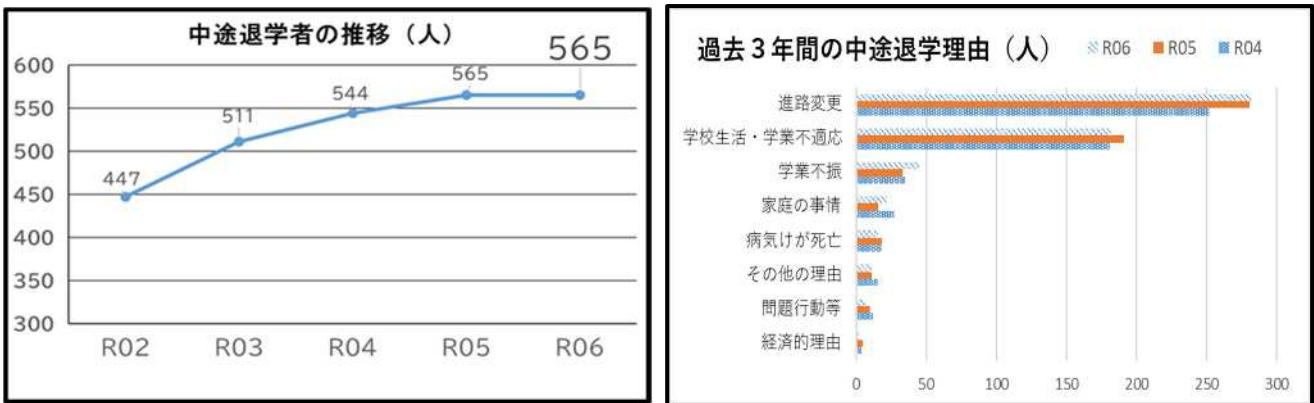 中途退学者の推移（人）
565
600
550
500
450
400
350
300
447
511
544
565
R02 R03 R04 R05 R06
過去３年間の中途退学理由（人）
R06 R05 R04
進路変更
学校生活・学業不適応
学業不振
家庭の事情
病気けが死亡
その他の理由
問題行動等
経済的理由
0 50 100 150 200 250 300